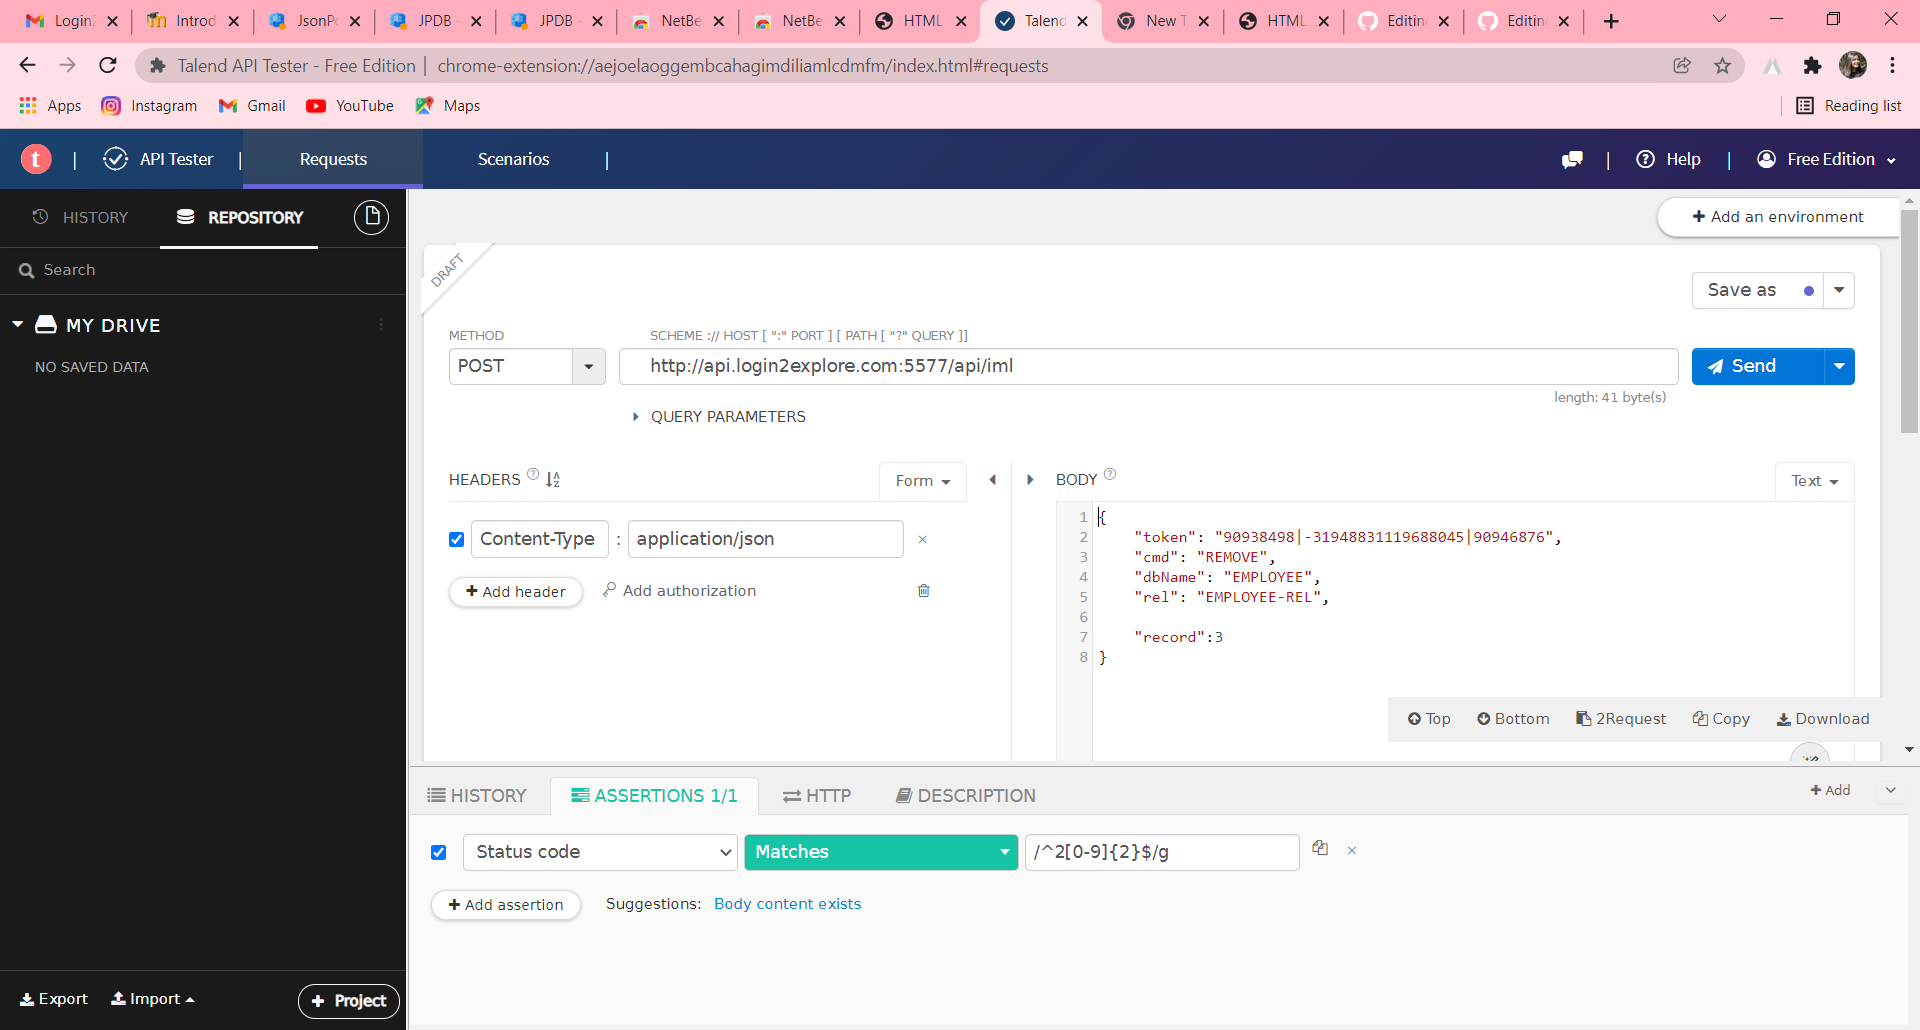 Login2
Introd
JsonPo
JPDB -
JPDB -
NetBe
NetBe
HTML
Talend
New T
HTML
Editin
Editin
Talend API Tester - Free Edition | chrome-extension://aejoelaoggembcahagimdiliamlcdmfm/index.html#requests
Apps
Instagram
Gmail
YouTube
Maps
Reading list
t | API Tester | Requests Scenarios |
| Help | Free Edition
HISTORY
REPOSITORY
Search
MY DRIVE
NO SAVED DATA
Export
Import
+ Project
+ Add an environment
DRAFT
Save as
METHOD
SCHEME :// HOST [ ":" PORT ] [ PATH [ "?" QUERY ]]
POST
http://api.login2explore.com:5577/api/iml
Send
length: 41 byte(s)
QUERY PARAMETERS
HEADERS ?
Form
Content-Type : application/json ×
+ Add header
Add authorization
BODY ?
Text
1 {
2 "token": "90938498|-31948831119688045|90946876",
3 "cmd": "REMOVE",
4 "dbName": "EMPLOYEE",
5 "rel": "EMPLOYEE-REL",
6
7 "record":3
8 }
Top
Bottom
2Request
Copy
Download
HISTORY
ASSERTIONS 1/1
HTTP
DESCRIPTION
+ Add
Status code
Matches
/^2[0-9]{2}$/g
×
+ Add assertion
Suggestions: Body content exists